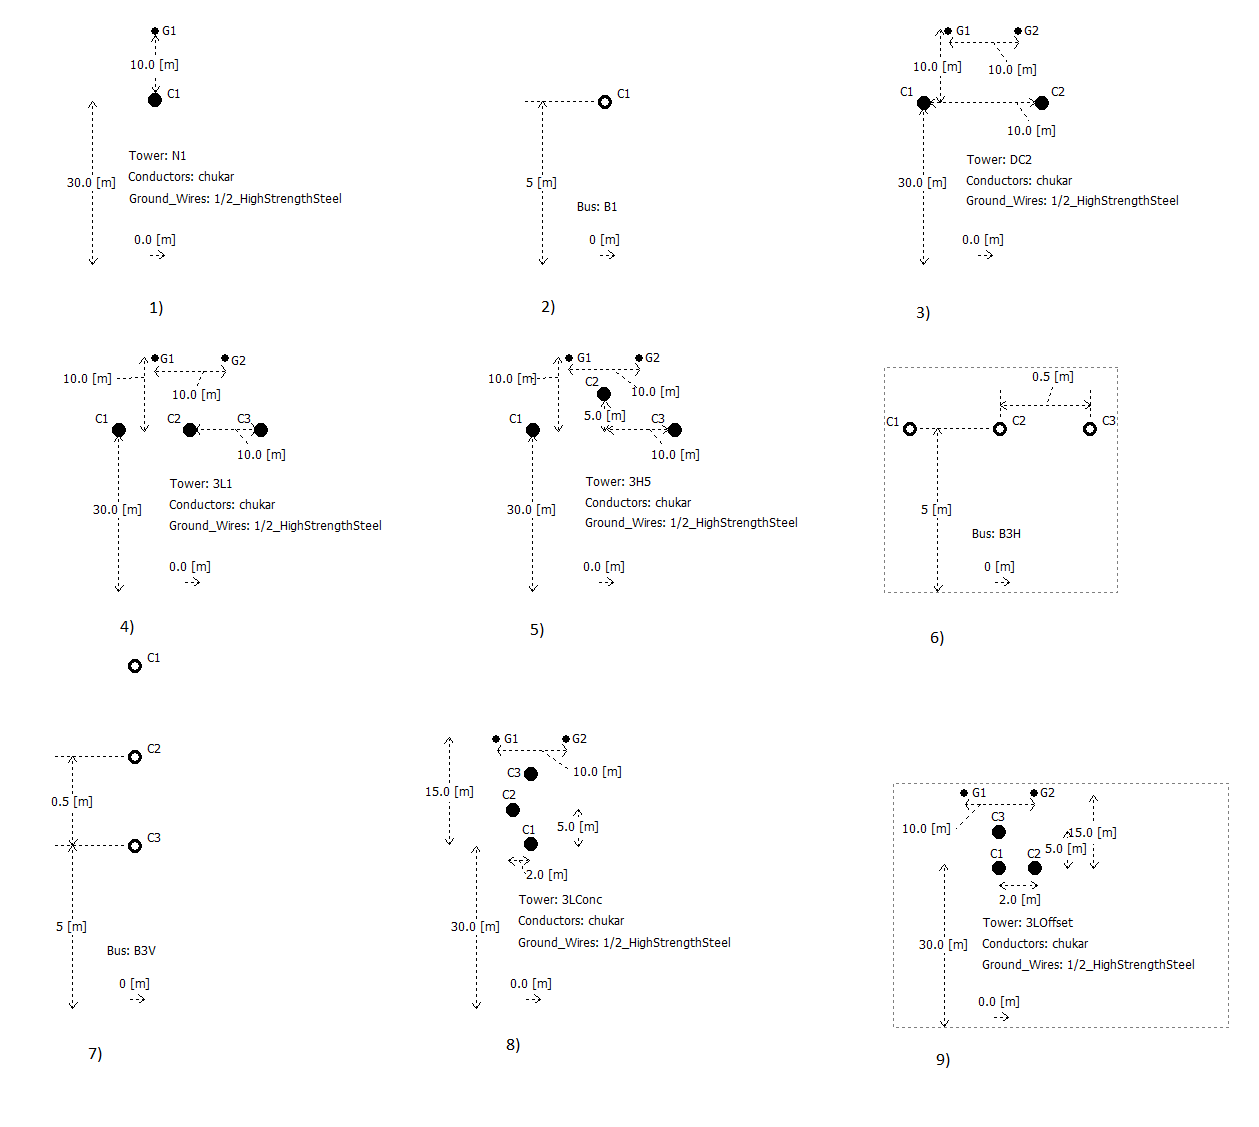 G1
10.0 [m]
C1
30.0 [m]
Tower: N1
Conductors: chukar
Ground_Wires: 1/2_HighStrengthSteel
0.0 [m]
1)
C1
5 [m]
Bus: B1
0 [m]
2)
G1 G2
10.0 [m] 10.0 [m]
C1 C2
10.0 [m]
Tower: DC2
30.0 [m]
Conductors: chukar
Ground_Wires: 1/2_HighStrengthSteel
0.0 [m]
3)
G1 G2
10.0 [m]
10.0 [m]
C1 C2 C3
10.0 [m]
Tower: 3L1
Conductors: chukar
30.0 [m]
Ground_Wires: 1/2_HighStrengthSteel
0.0 [m]
4)
G1 G2
10.0 [m] C2 10.0 [m]
C1 5.0 [m] C3
10.0 [m]
Tower: 3H5
Conductors: chukar
30.0 [m]
Ground_Wires: 1/2_HighStrengthSteel
0.0 [m]
5)
0.5 [m]
C1 C2 C3
5 [m]
Bus: B3H
0 [m]
6)
C1
C2
0.5 [m]
C3
5 [m]
Bus: B3V
0 [m]
7)
G1 G2
C3 10.0 [m]
15.0 [m] C2
C1 5.0 [m]
2.0 [m]
Tower: 3LConc
Conductors: chukar
30.0 [m]
Ground_Wires: 1/2_HighStrengthSteel
0.0 [m]
8)
G1 G2
10.0 [m] C3 15.0 [m]
C1 C2 5.0 [m]
2.0 [m]
Tower: 3LOffset
30.0 [m] Conductors: chukar
Ground_Wires: 1/2_HighStrengthSteel
0.0 [m]
9)